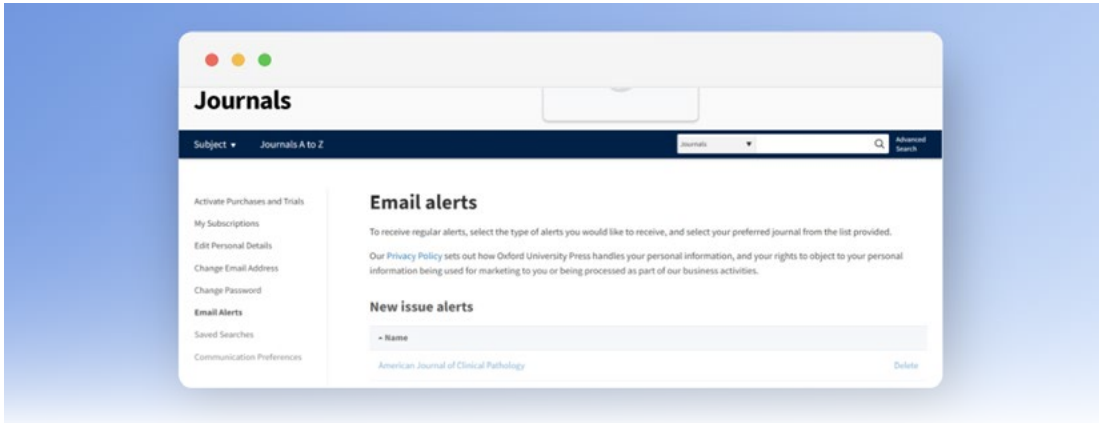 Journals
Subject ▾ Journals A to Z
Journals ▼
Advanced
Search
Activate Purchases and Trials
My Subscriptions
Edit Personal Details
Change Email Address
Change Password
Email Alerts
Saved Searches
Communication Preferences
Email alerts
To receive regular alerts, select the type of alerts you would like to receive, and select your preferred journal from the list provided.
Our Privacy Policy sets out how Oxford University Press handles your personal information, and your rights to object to your personal
information being used for marketing to you or being processed as part of our business activities.
New issue alerts
Name
American Journal of Clinical Pathology Delete